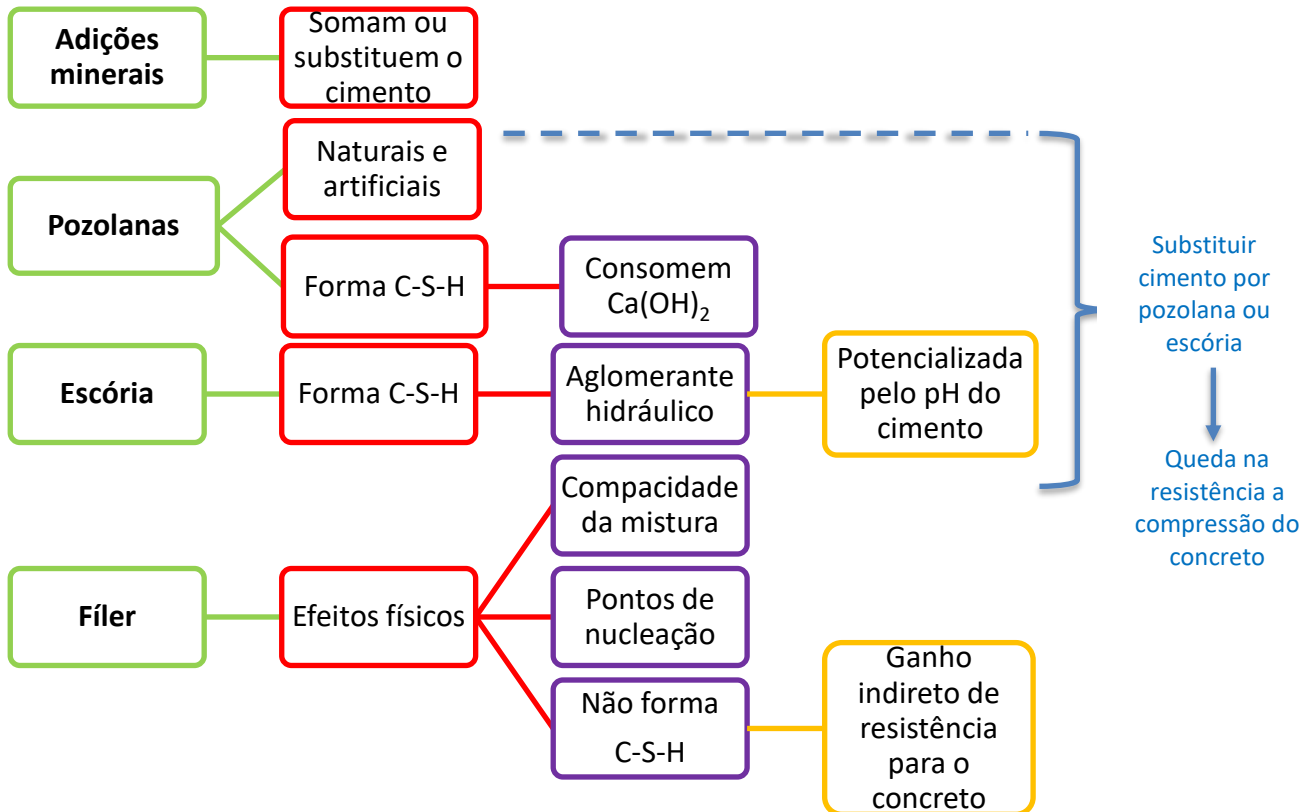 Adições
minerais
Somam ou
substituem o
cimento
Pozolanas
Naturais e
artificiais
Forma C-S-H
Consomem
Ca(OH)₂
Escória
Forma C-S-H
Aglomerante
hidráulico
Potencializada
pelo pH do
cimento
Fíler
Efeitos físicos
Compacidade
da mistura
Pontos de
nucleação
Não forma
C-S-H
Ganho
indireto de
resistência
para o
concreto
Substituir
cimento por
pozolana ou
escória
Queda na
resistência a
compressão do
concreto